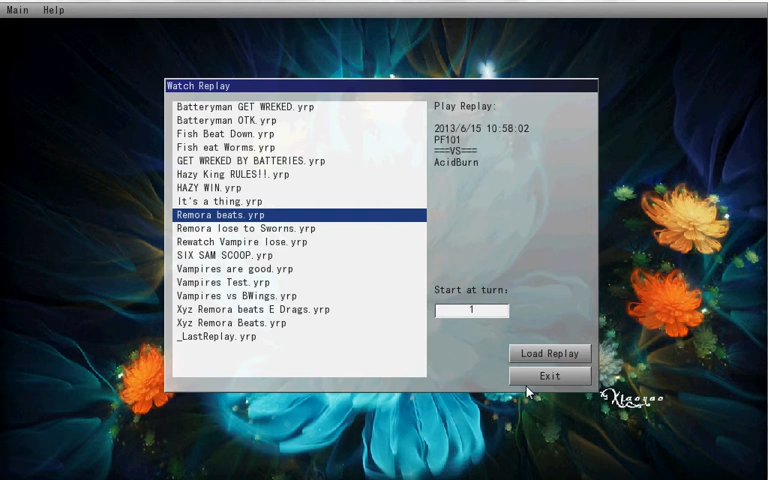 Main Help
Watch Replay
Batteryman GET WREKED.yrp
Batteryman OTK.yrp
Fish Beat Down.yrp
Fish eat Worms.yrp
GET WREKED BY BATTERIES.yrp
Hazy King RULES!!.yrp
HAZY WIN.yrp
It's a thing.yrp
Remora beats.yrp
Remora lose to Sworns.yrp
Rewatch Vampire lose.yrp
SIX SAM SCOOP.yrp
Vampires are good.yrp
Vampires Test.yrp
Vampires vs BWings.yrp
Xyz Remora beats E Drags.yrp
Xyz Remora Beats.yrp
_LastReplay.yrp
Play Replay:
2013/6/15 10:58:02
PF101
===VS===
AcidBurn
Start at turn:
1
Load Replay
Exit